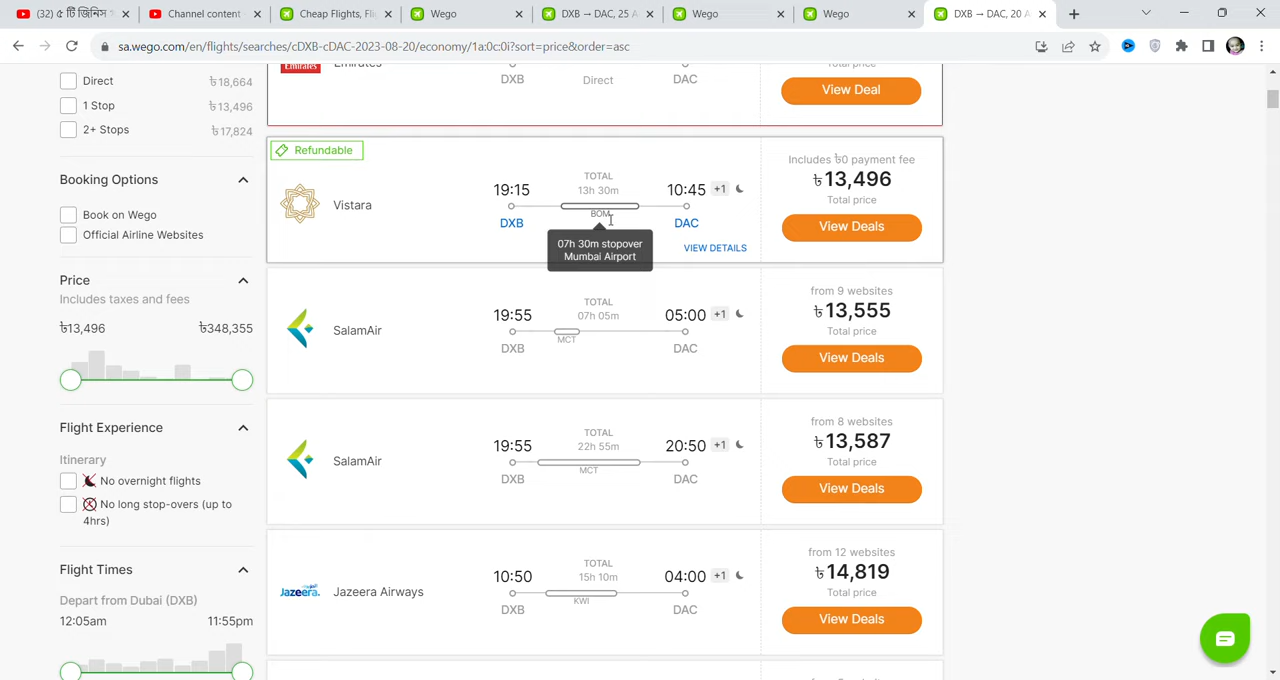 (32) ৫ টি জিনিস
Channel content
Cheap Flights, Fli
Wego
DXB → DAC, 25 A
Wego
Wego
DXB → DAC, 20 A
sa.wego.com/en/flights/searches/cDXB-cDAC-2023-08-20/economy/1a:0c:0i?sort=price&order=asc
Direct ৳18,664
1 Stop ৳13,496
2+ Stops ৳17,824
Booking Options
Book on Wego
Official Airline Websites
Price
Includes taxes and fees
৳13,496 ৳348,355
Flight Experience
Itinerary
No overnight flights
No long stop-overs (up to
4hrs)
Flight Times
Depart from Dubai (DXB)
12:05am 11:55pm
Emirates
Emirates
DXB Direct DAC
Total price
View Deal
Refundable
Vistara
TOTAL
19:15 13h 30m 10:45 +1
BOM
DXB DAC
07h 30m stopover
Mumbai Airport
VIEW DETAILS
Includes ৳0 payment fee
৳13,496
Total price
View Deals
SalamAir
TOTAL
19:55 07h 05m 05:00 +1
MCT
DXB DAC
from 9 websites
৳13,555
Total price
View Deals
SalamAir
TOTAL
19:55 22h 55m 20:50 +1
MCT
DXB DAC
from 8 websites
৳13,587
Total price
View Deals
Jazeera
Jazeera Airways
TOTAL
10:50 15h 10m 04:00 +1
KWI
DXB DAC
from 12 websites
৳14,819
Total price
View Deals